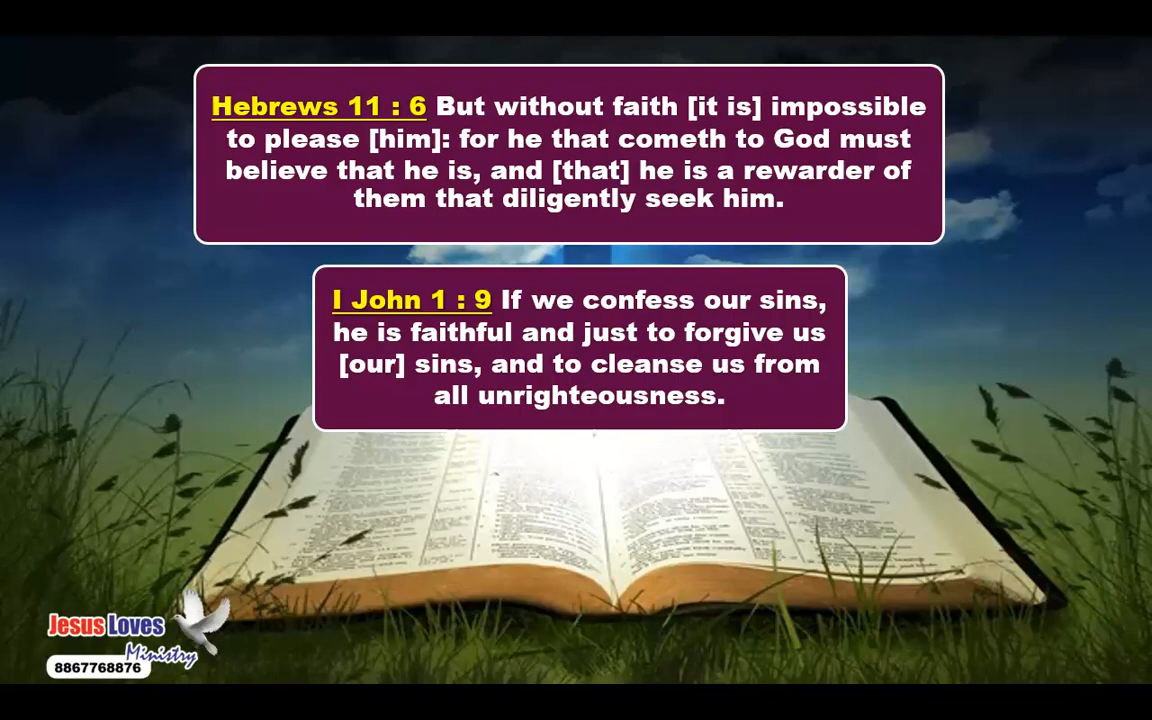 Hebrews 11 : 6 But without faith [it is] impossible
to please [him]: for he that cometh to God must
believe that he is, and [that] he is a rewarder of
them that diligently seek him.
I John 1 : 9 If we confess our sins,
he is faithful and just to forgive us
[our] sins, and to cleanse us from
all unrighteousness.
Jesus Loves
Ministry
8867768876